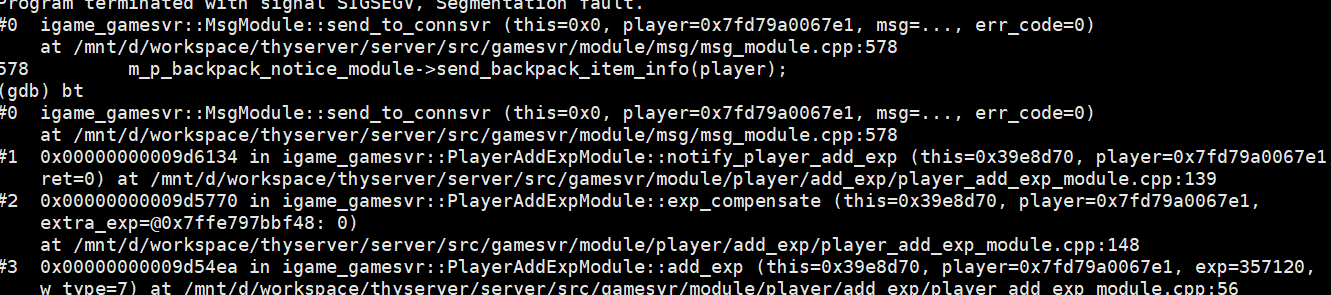 Program terminated with signal SIGSEGV, Segmentation fault.
#0  igame_gamesvr::MsgModule::send_to_connsvr (this=0x0, player=0x7fd79a0067e1, msg=..., err_code=0)
    at /mnt/d/workspace/thyserver/server/src/gamesvr/module/msg/msg_module.cpp:578
578         m_p_backpack_notice_module->send_backpack_item_info(player);
(gdb) bt
#0  igame_gamesvr::MsgModule::send_to_connsvr (this=0x0, player=0x7fd79a0067e1, msg=..., err_code=0)
    at /mnt/d/workspace/thyserver/server/src/gamesvr/module/msg/msg_module.cpp:578
#1  0x00000000009d6134 in igame_gamesvr::PlayerAddExpModule::notify_player_add_exp (this=0x39e8d70, player=0x7fd79a0067e1
    ret=0) at /mnt/d/workspace/thyserver/server/src/gamesvr/module/player/add_exp/player_add_exp_module.cpp:139
#2  0x00000000009d5770 in igame_gamesvr::PlayerAddExpModule::exp_compensate (this=0x39e8d70, player=0x7fd79a0067e1,
    extra_exp=@0x7ffe797bbf48: 0)
    at /mnt/d/workspace/thyserver/server/src/gamesvr/module/player/add_exp/player_add_exp_module.cpp:148
#3  0x00000000009d54ea in igame_gamesvr::PlayerAddExpModule::add_exp (this=0x39e8d70, player=0x7fd79a0067e1, exp=357120,
    w_type=7) at /mnt/d/workspace/thyserver/server/src/gamesvr/module/player/add_exp/player_add_exp_module.cpp:56